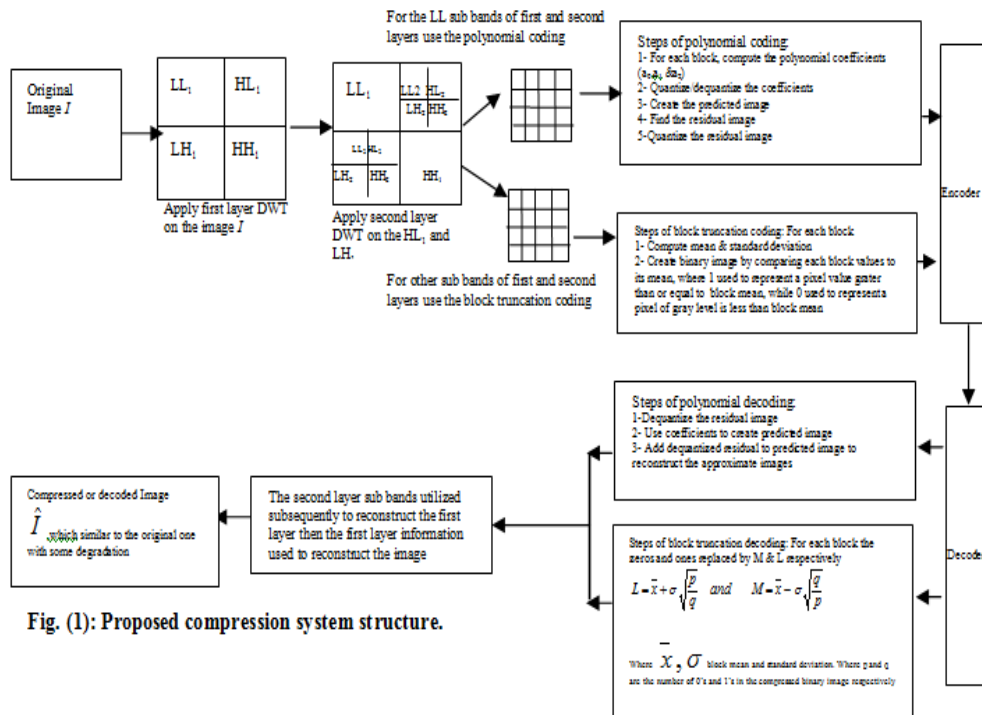 For the LL sub bands of first and second
layers use the polynomial coding
Original
Image I
LL₁ HL₁
LH₁ HH₁
Apply first layer DWT
on the image I
LL₁
LL2 HL₂
LH₂ HH₂
LL₂ HL₂
LH₂ HH₂
HH₁
Apply second layer
DWT on the HL₁ and
LH.
For other sub bands of first and second
layers use the block truncation coding
Steps of polynomial coding:
1- For each block, compute the polynomial coefficients
(a₀,a₁ &a₂)
2- Quantize/dequantize the coefficients
3- Create the predicted image
4- Find the residual image
5-Quantize the residual image
Steps of block truncation coding: For each block
1- Compute mean & standard deviation
2- Create binary image by comparing each block values to
its mean, where 1 used to represent a pixel value grater
than or equal to block mean, while 0 used to represent a
pixel of gray level is less than block mean
Encoder
Decoder
Steps of polynomial decoding:
1-Dequantize the residual image
2- Use coefficients to create predicted image
3- Add dequantized residual to predicted image to
reconstruct the approximate images
Steps of block truncation decoding: For each block the
zeros and ones replaced by M & L respectively
L = x̄ + σ√(p/q) and M = x̄ − σ√(q/p)
Where x̄ , σ block mean and standard deviation. Where p and q
are the number of 0's and 1's in the compressed binary image respectively
The second layer sub bands utilized
subsequently to reconstruct the first
layer then the first layer information
used to reconstruct the image
Compressed or decoded Image
Î ,which similar to the original one
with some degradation
Fig. (1): Proposed compression system structure.